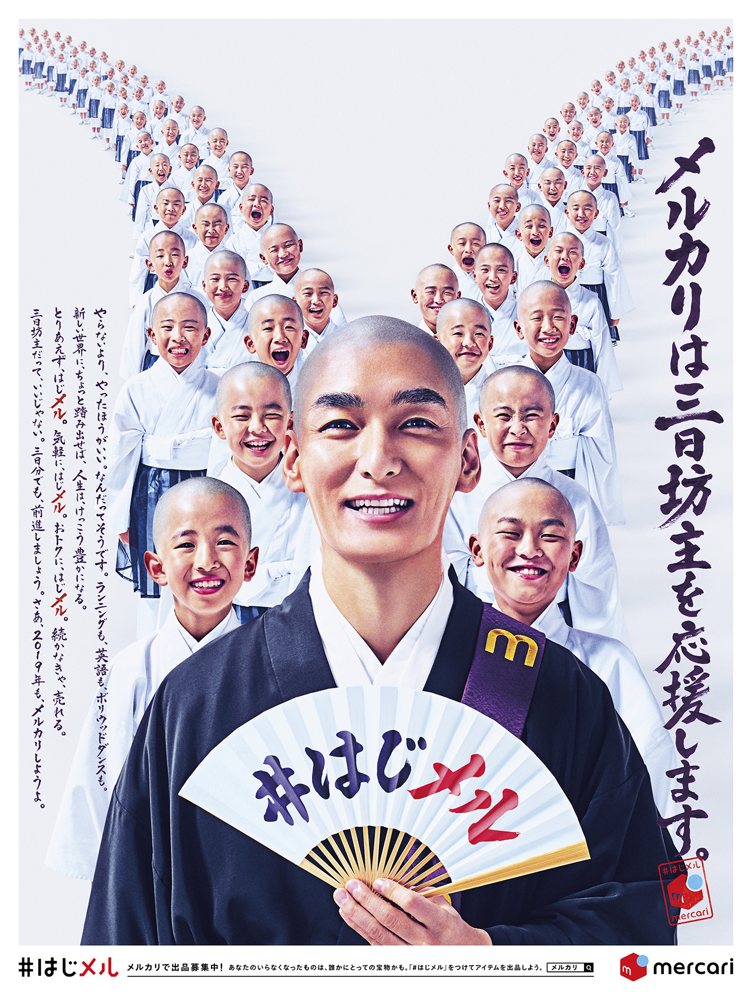 メルカリは三日坊主を応援します。
#はじメル
mercari
やらないより、やったほうがいい。なんだってそうです。ランニングも、英語も、ボリウッドダンスも。
新しい世界に、ちょっと踏み出せば、人生は、けっこう豊かになる。
とりあえず、はじメル。気軽に、はじメル。おトクに、はじメル。続かなきゃ、売れる。
三日坊主だって、いいじゃない。三日分でも、前進しましょう。さあ、2019年も、メルカリしようよ。
m
#はじメル
#はじメル
メルカリで出品募集中!
あなたのいらなくなったものは、誰かにとっての宝物かも。「#はじメル」をつけてアイテムを出品しよう。
メルカリ
mercari